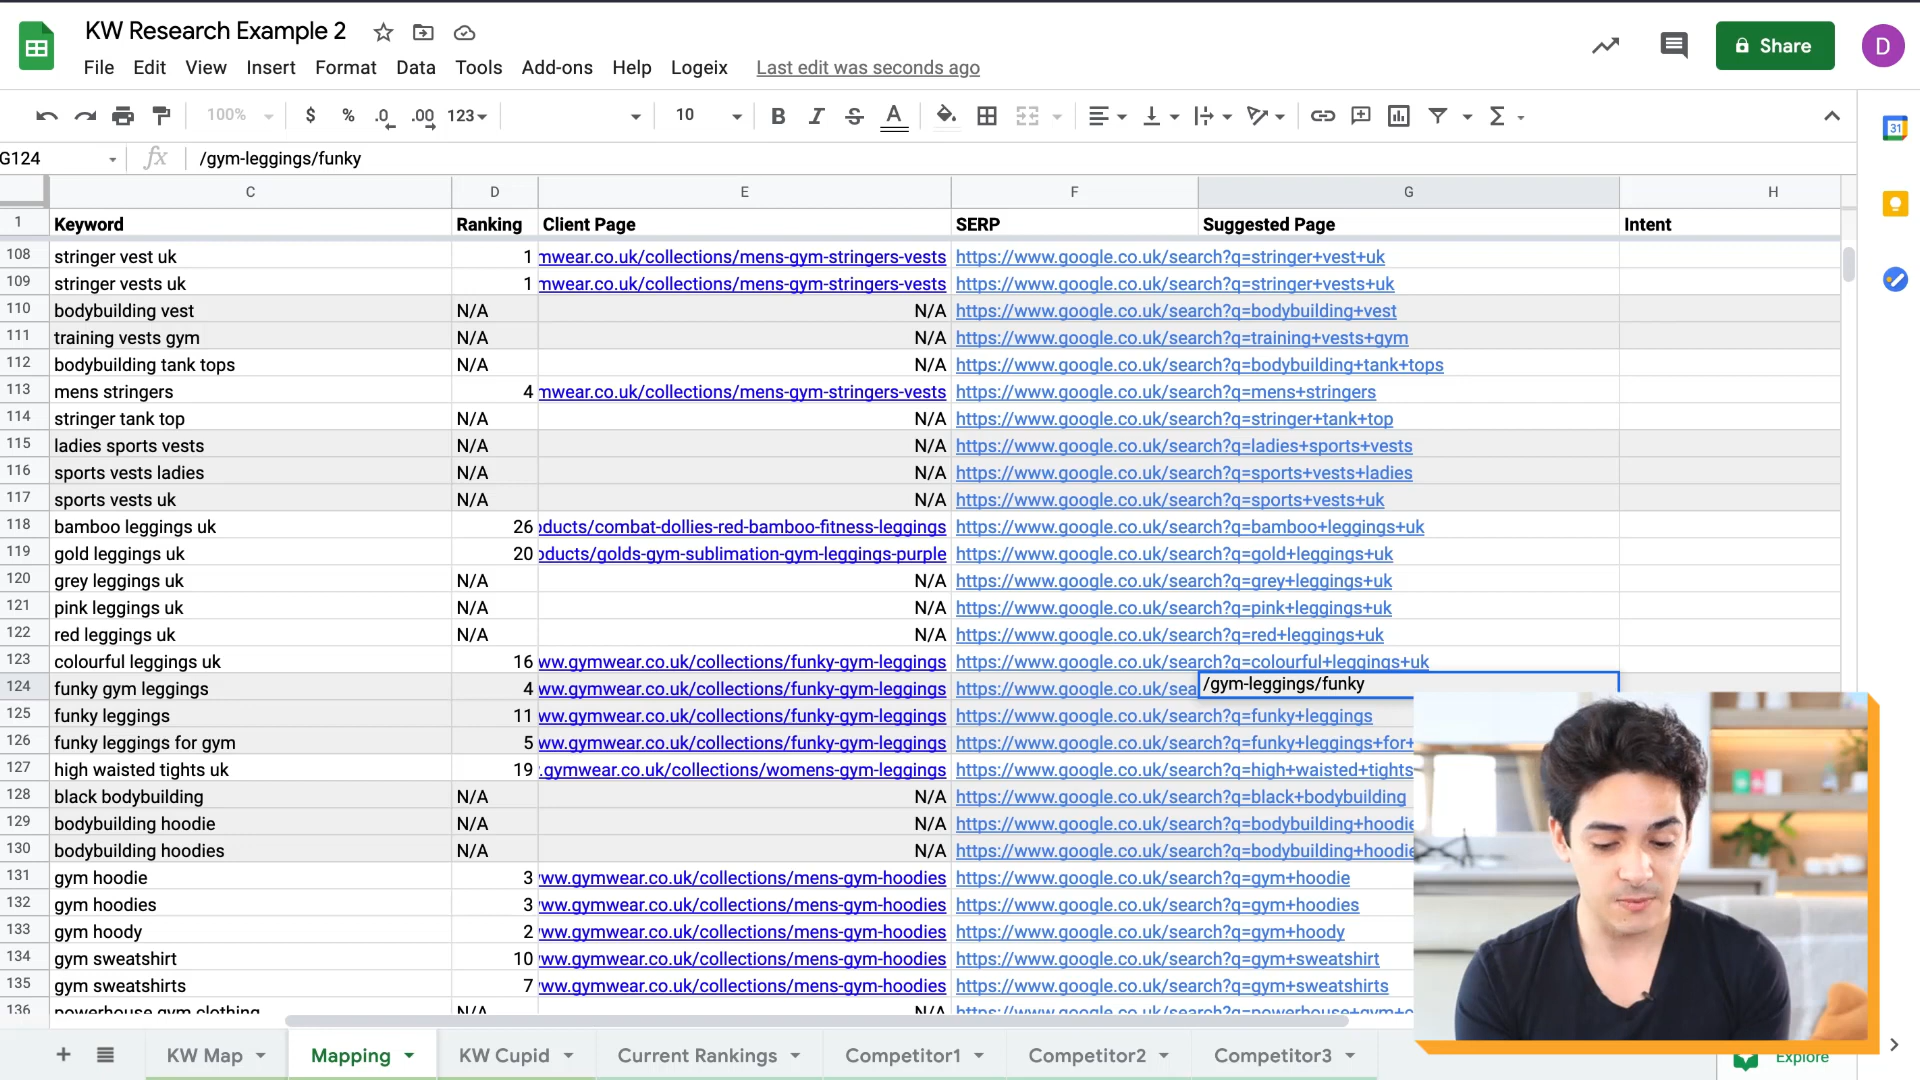 KW Research Example 2
Share
D
File Edit View Insert Format Data Tools Add-ons Help Logeix Last edit was seconds ago
100% $ % .0 .00 123 10 B I S A
31
G124 fx /gym-leggings/funky
C D E F G H
1 Keyword Ranking Client Page SERP Suggested Page Intent
108 stringer vest uk 1 mwear.co.uk/collections/mens-gym-stringers-vests https://www.google.co.uk/search?q=stringer+vest+uk
109 stringer vests uk 1 mwear.co.uk/collections/mens-gym-stringers-vests https://www.google.co.uk/search?q=stringer+vests+uk
110 bodybuilding vest N/A N/A https://www.google.co.uk/search?q=bodybuilding+vest
111 training vests gym N/A N/A https://www.google.co.uk/search?q=training+vests+gym
112 bodybuilding tank tops N/A N/A https://www.google.co.uk/search?q=bodybuilding+tank+tops
113 mens stringers 4 mwear.co.uk/collections/mens-gym-stringers-vests https://www.google.co.uk/search?q=mens+stringers
114 stringer tank top N/A N/A https://www.google.co.uk/search?q=stringer+tank+top
115 ladies sports vests N/A N/A https://www.google.co.uk/search?q=ladies+sports+vests
116 sports vests ladies N/A N/A https://www.google.co.uk/search?q=sports+vests+ladies
117 sports vests uk N/A N/A https://www.google.co.uk/search?q=sports+vests+uk
118 bamboo leggings uk 26 oducts/combat-dollies-red-bamboo-fitness-leggings https://www.google.co.uk/search?q=bamboo+leggings+uk
119 gold leggings uk 20 oducts/golds-gym-sublimation-gym-leggings-purple https://www.google.co.uk/search?q=gold+leggings+uk
120 grey leggings uk N/A N/A https://www.google.co.uk/search?q=grey+leggings+uk
121 pink leggings uk N/A N/A https://www.google.co.uk/search?q=pink+leggings+uk
122 red leggings uk N/A N/A https://www.google.co.uk/search?q=red+leggings+uk
123 colourful leggings uk 16 ww.gymwear.co.uk/collections/funky-gym-leggings https://www.google.co.uk/search?q=colourful+leggings+uk
124 funky gym leggings 4 ww.gymwear.co.uk/collections/funky-gym-leggings https://www.google.co.uk/sea /gym-leggings/funky
125 funky leggings 11 ww.gymwear.co.uk/collections/funky-gym-leggings https://www.google.co.uk/search?q=funky+leggings
126 funky leggings for gym 5 ww.gymwear.co.uk/collections/funky-gym-leggings https://www.google.co.uk/search?q=funky+leggings+for+
127 high waisted tights uk 19 .gymwear.co.uk/collections/womens-gym-leggings https://www.google.co.uk/search?q=high+waisted+tights
128 black bodybuilding N/A N/A https://www.google.co.uk/search?q=black+bodybuilding
129 bodybuilding hoodie N/A N/A https://www.google.co.uk/search?q=bodybuilding+hoodie
130 bodybuilding hoodies N/A N/A https://www.google.co.uk/search?q=bodybuilding+hoodie
131 gym hoodie 3 ww.gymwear.co.uk/collections/mens-gym-hoodies https://www.google.co.uk/search?q=gym+hoodie
132 gym hoodies 3 ww.gymwear.co.uk/collections/mens-gym-hoodies https://www.google.co.uk/search?q=gym+hoodies
133 gym hoody 2 ww.gymwear.co.uk/collections/mens-gym-hoodies https://www.google.co.uk/search?q=gym+hoody
134 gym sweatshirt 10 ww.gymwear.co.uk/collections/mens-gym-hoodies https://www.google.co.uk/search?q=gym+sweatshirt
135 gym sweatshirts 7 ww.gymwear.co.uk/collections/mens-gym-hoodies https://www.google.co.uk/search?q=gym+sweatshirts
136 powerhouse gym clothing N/A N/A https://www.google.co.uk/search?q=powerhouse+gym+c
KW Map Mapping KW Cupid Current Rankings Competitor1 Competitor2 Competitor3 Explore